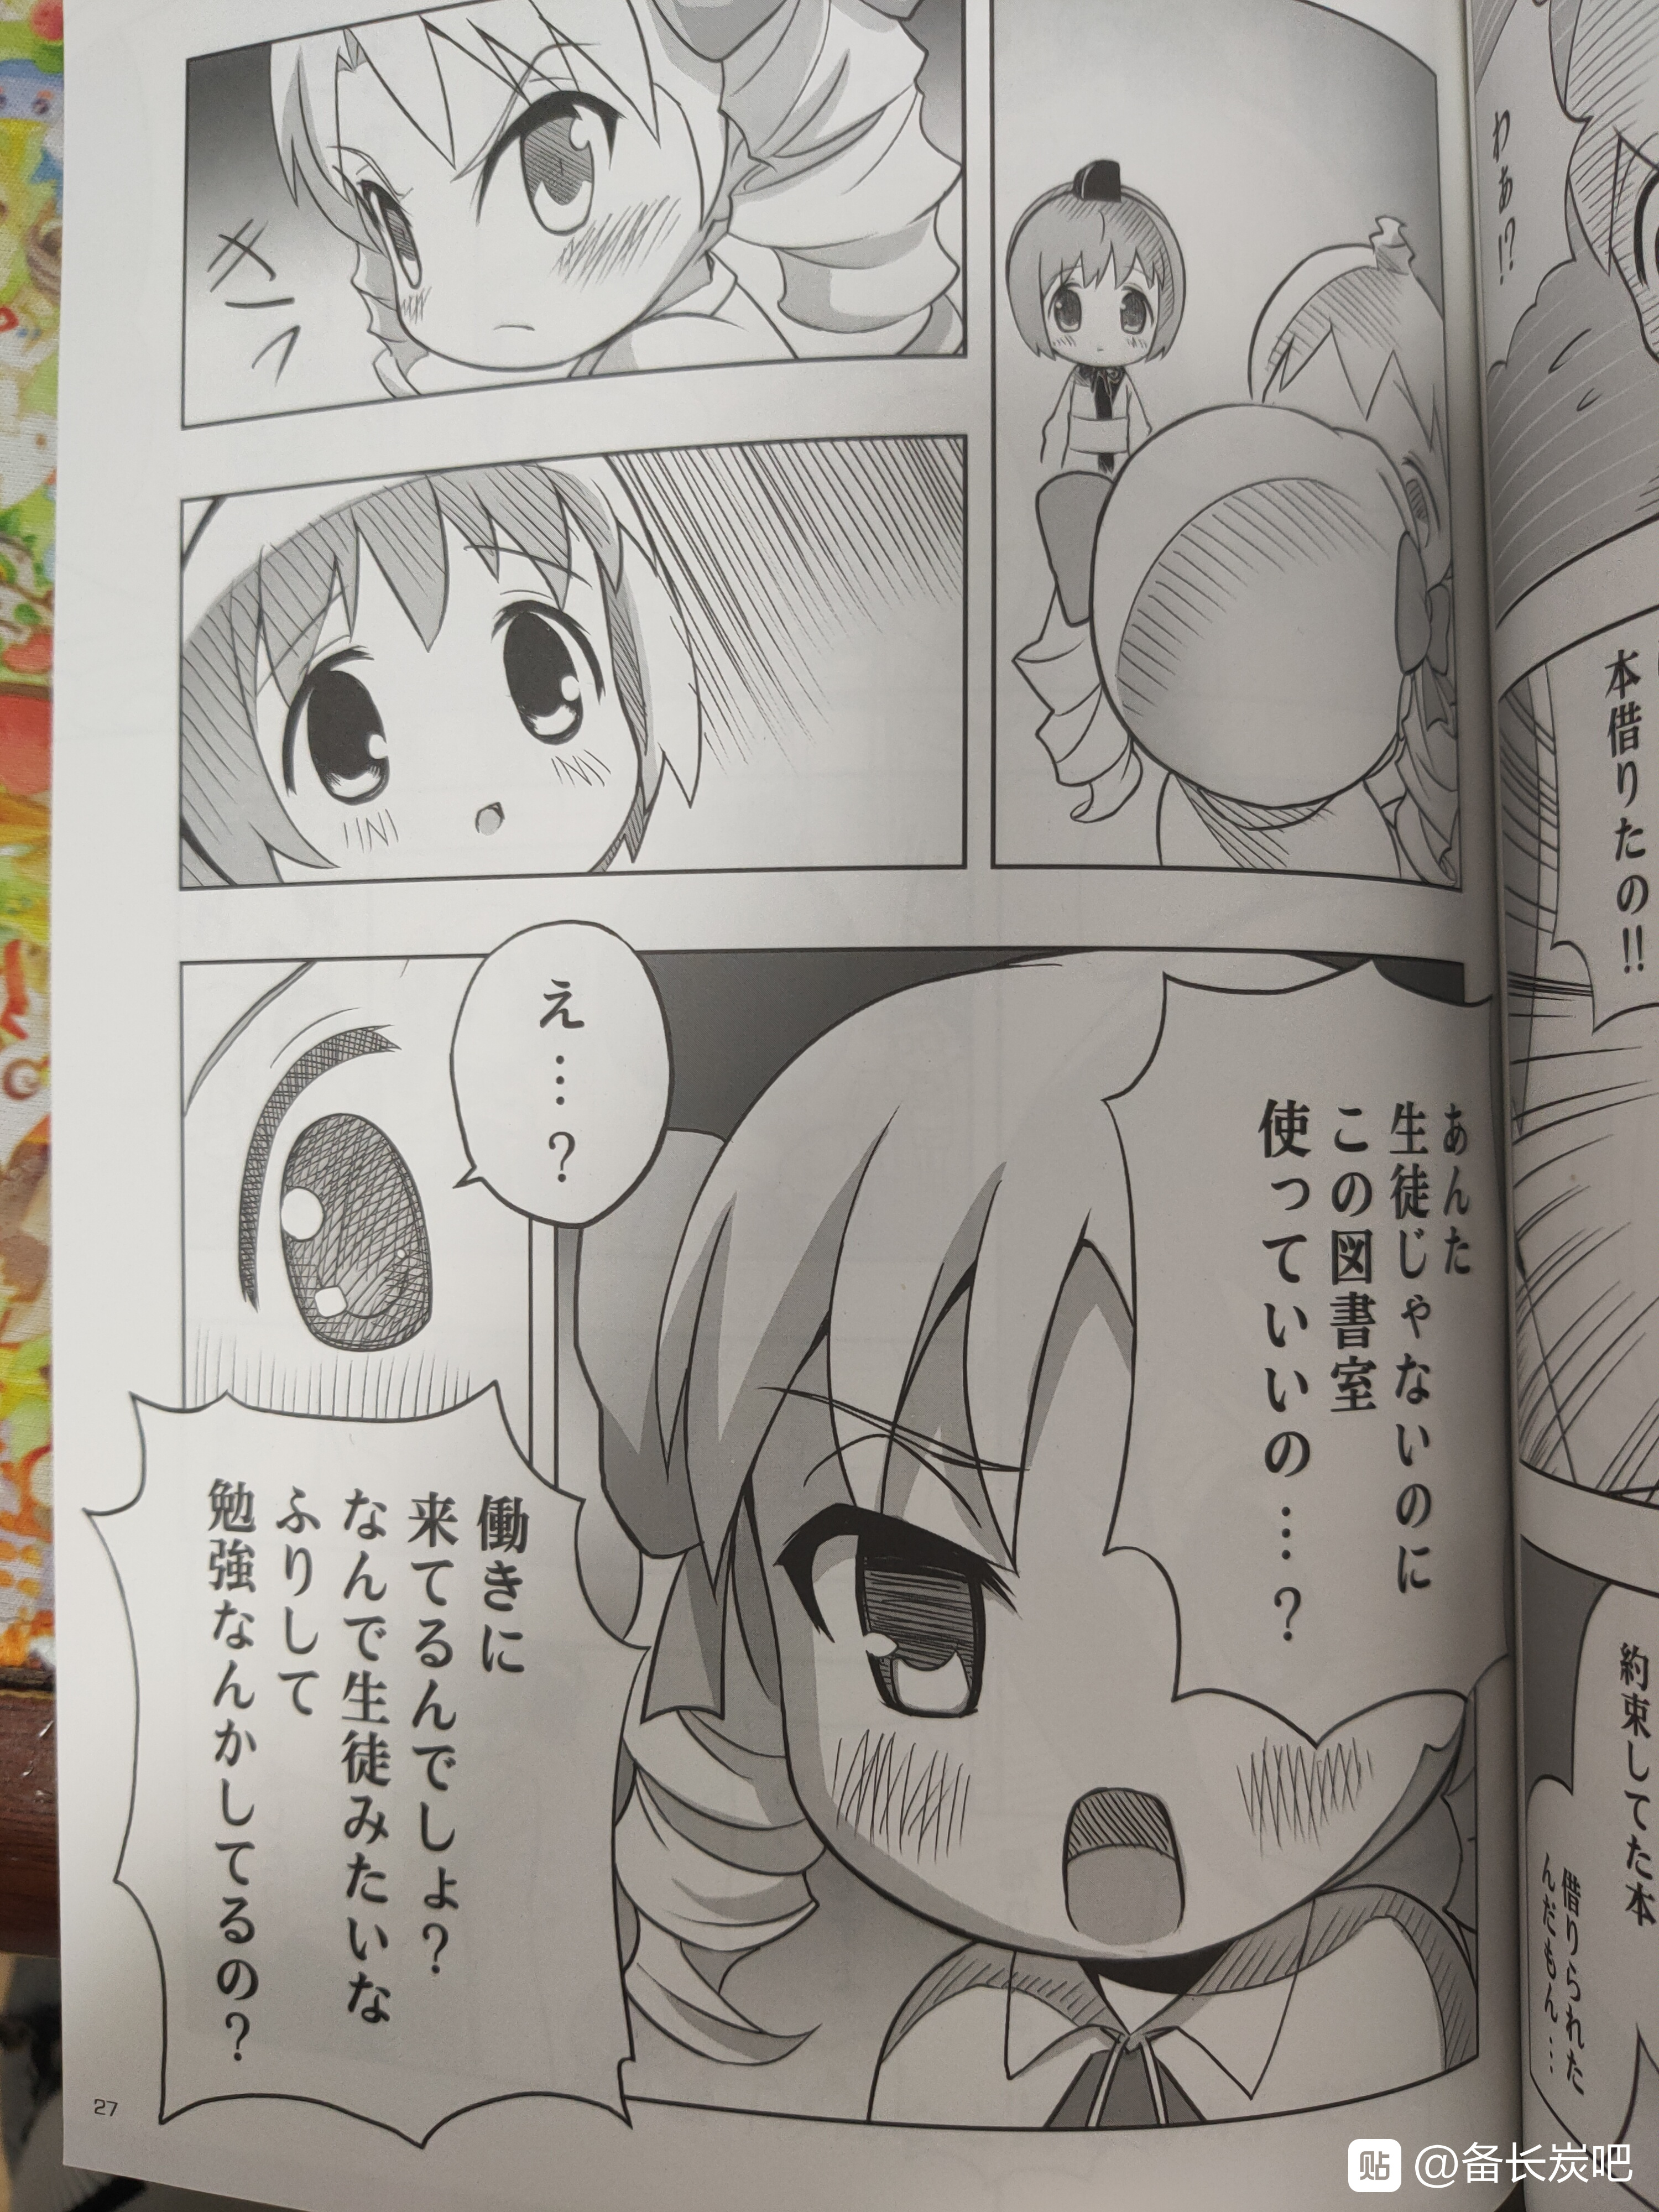 わぁ!?
本借りたの!!
約束してた本
借りられた
んだもん…
キッ
あんた
生徒じゃないのに
この図書室
使っていいの…?
え…?
働きに
来てるんでしょ?
なんで生徒みたいな
ふりして
勉強なんかしてるの?
27
贴 @备长炭吧